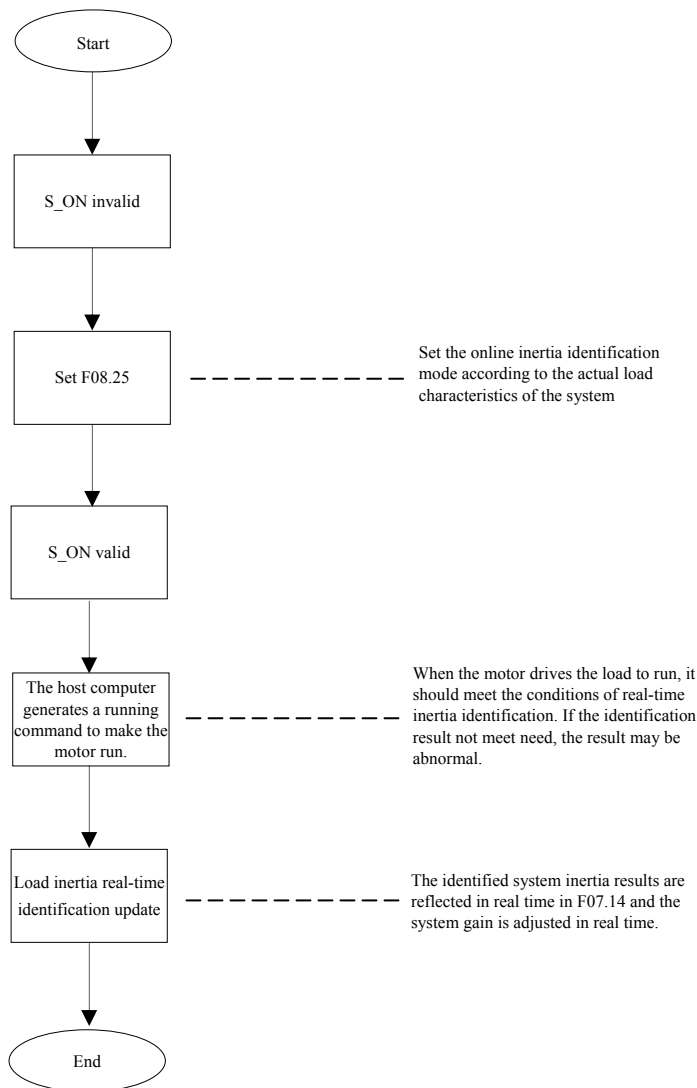 Start
S_ON invalid
Set F08.25
Set the online inertia identification
mode according to the actual load
characteristics of the system
S_ON valid
The host computer
generates a running
command to make the
motor run.
When the motor drives the load to run, it
should meet the conditions of real-time
inertia identification. If the identification
result not meet need, the result may be
abnormal.
Load inertia real-time
identification update
The identified system inertia results are
reflected in real time in F07.14 and the
system gain is adjusted in real time.
End